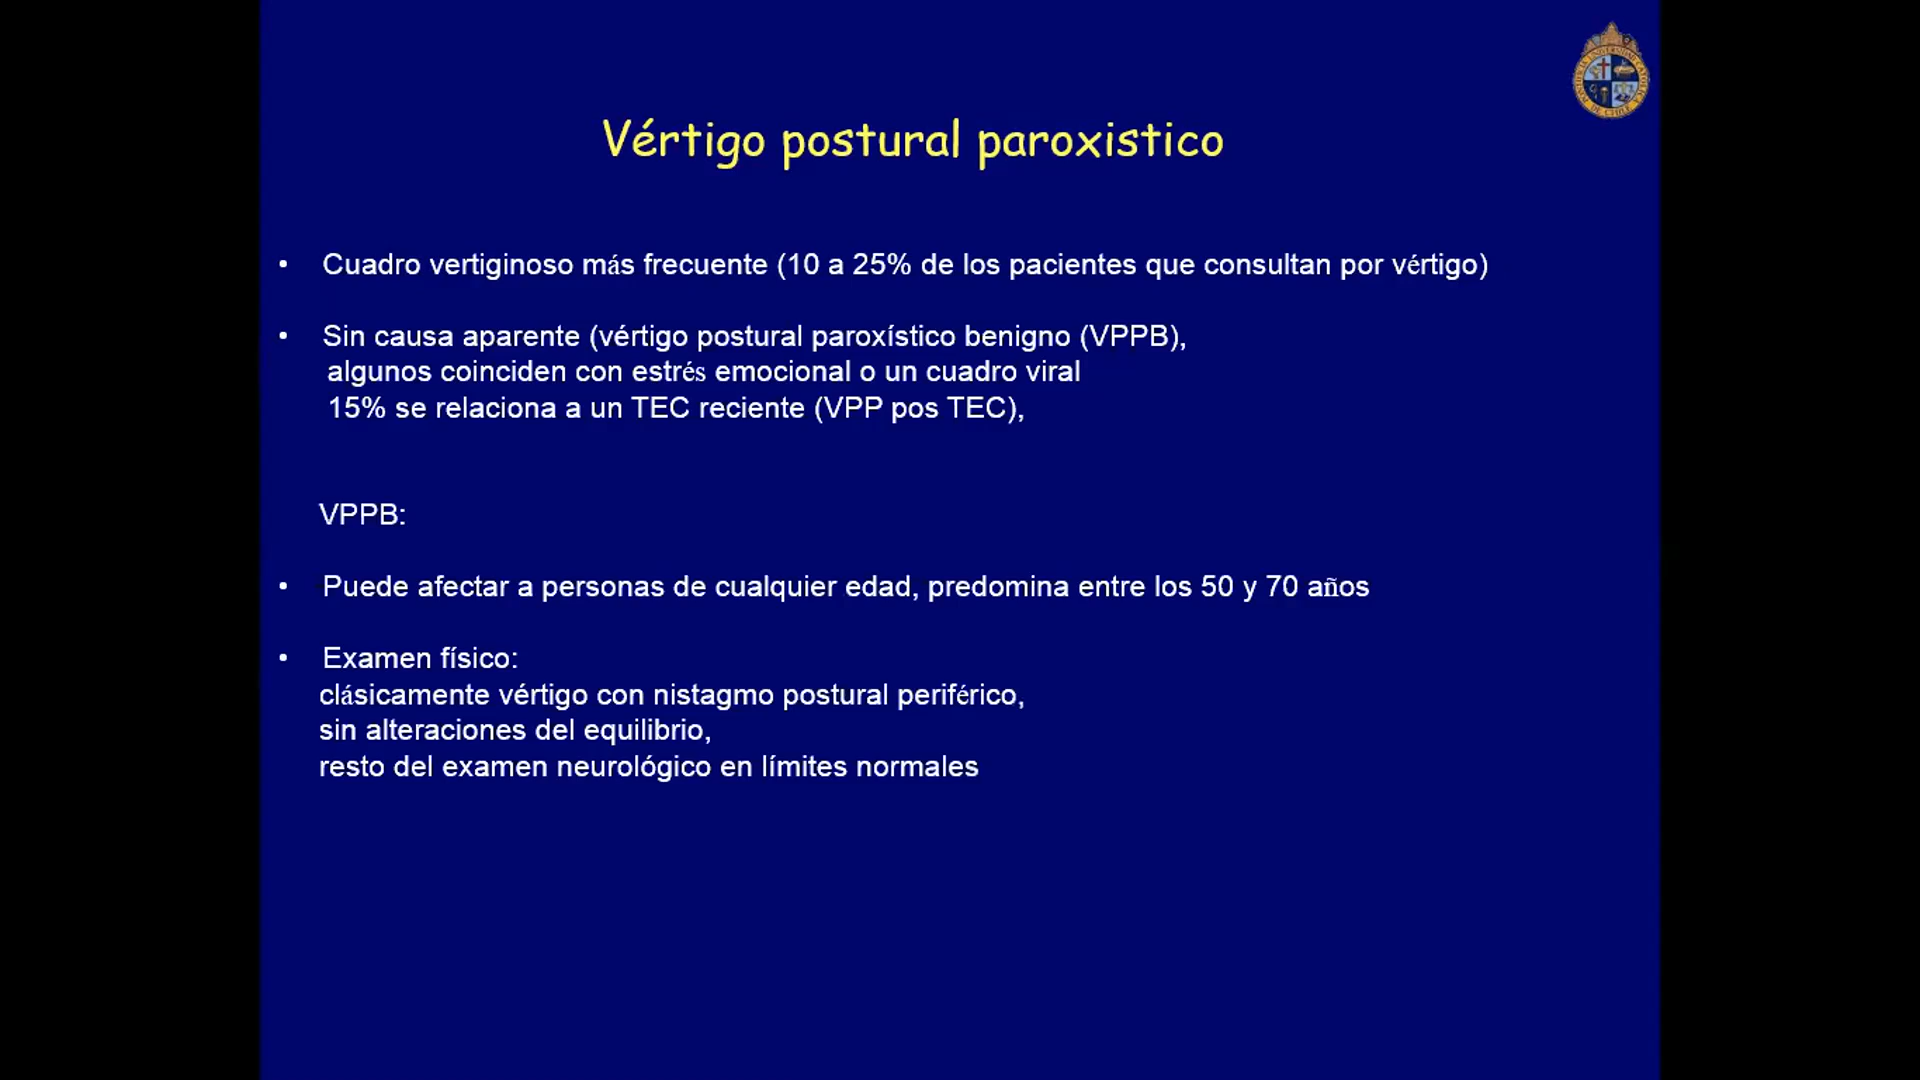 Vértigo postural paroxistico
• Cuadro vertiginoso más frecuente (10 a 25% de los pacientes que consultan por vértigo)
• Sin causa aparente (vértigo postural paroxístico benigno (VPPB),
algunos coinciden con estrés emocional o un cuadro viral
15% se relaciona a un TEC reciente (VPP pos TEC),
VPPB:
• Puede afectar a personas de cualquier edad, predomina entre los 50 y 70 años
• Examen físico:
clásicamente vértigo con nistagmo postural periférico,
sin alteraciones del equilibrio,
resto del examen neurológico en límites normales